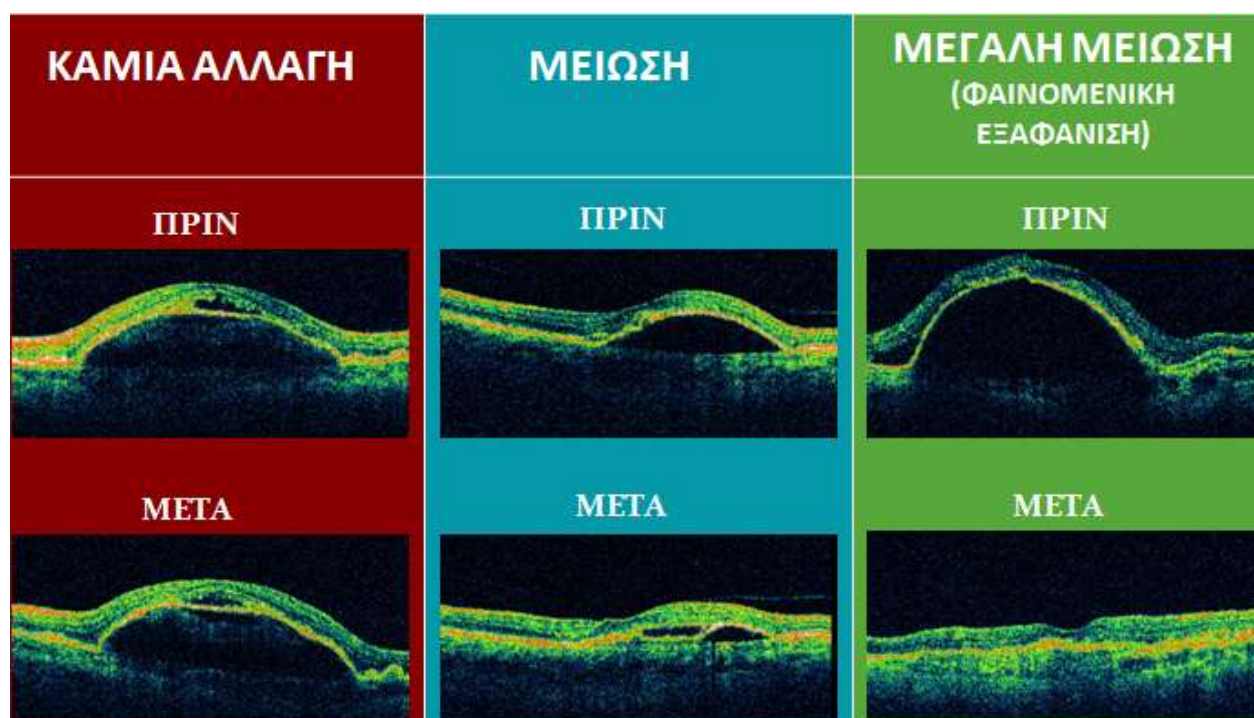 ΚΑΜΙΑ ΑΛΛΑΓΗ
ΜΕΙΩΣΗ
ΜΕΓΑΛΗ ΜΕΙΩΣΗ
(ΦΑΙΝΟΜΕΝΙΚΗ
ΕΞΑΦΑΝΙΣΗ)
ΠΡΙΝ
ΠΡΙΝ
ΠΡΙΝ
ΜΕΤΑ
ΜΕΤΑ
ΜΕΤΑ